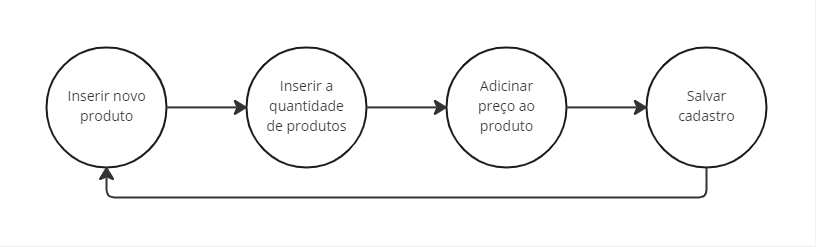 Inserir novo
produto
Inserir a
quantidade
de produtos
Adicinar
preço ao
produto
Salvar
cadastro